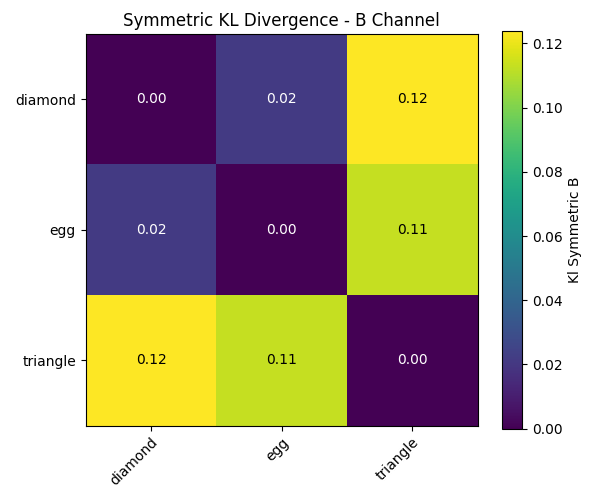 Symmetric KL Divergence - B Channel
diamond
0.00 0.02 0.12
egg
0.02 0.00 0.11
triangle
0.12 0.11 0.00
diamond
egg
triangle
0.12
0.10
0.08
0.06
0.04
0.02
0.00
Kl Symmetric B